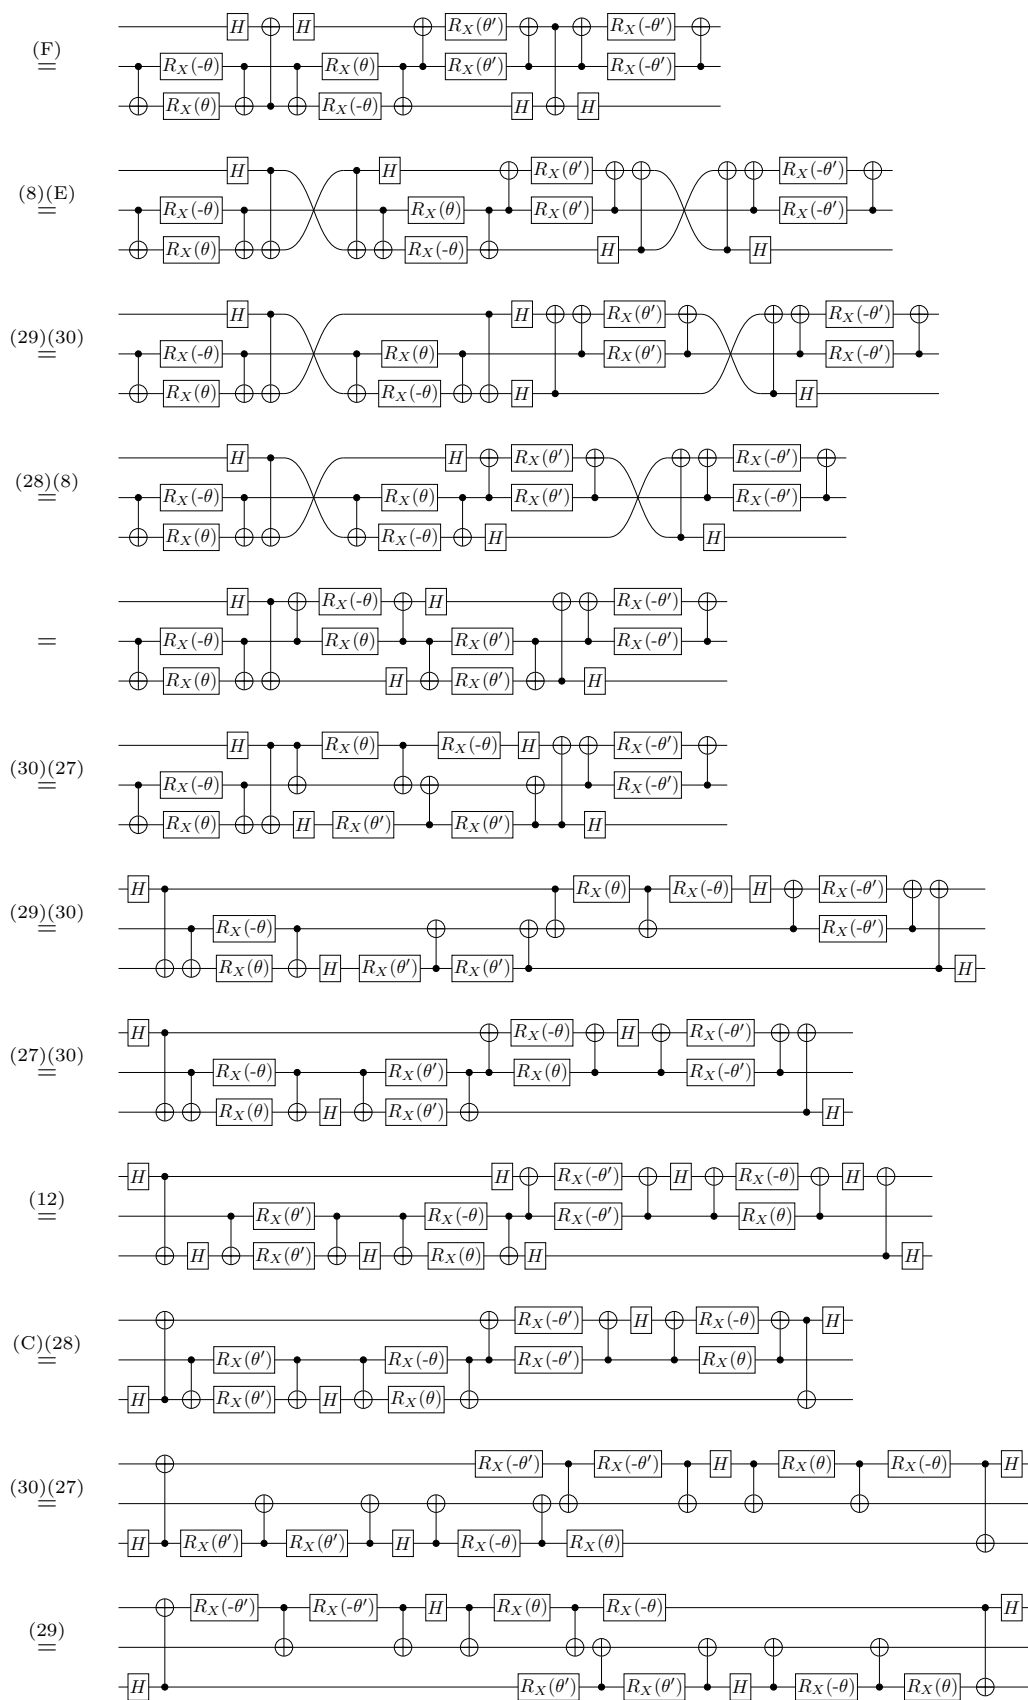 H H R_X(θ') R_X(-θ')
(F)
= R_X(-θ) R_X(θ) R_X(θ') R_X(-θ')
R_X(θ) R_X(-θ) H H
H H R_X(θ') R_X(-θ')
(8)(E)
= R_X(-θ) R_X(θ) R_X(θ') R_X(-θ')
R_X(θ) R_X(-θ) H H
H H R_X(θ') R_X(-θ')
(29)(30)
= R_X(-θ) R_X(θ) R_X(θ') R_X(-θ')
R_X(θ) R_X(-θ) H H
H H R_X(θ') R_X(-θ')
(28)(8)
= R_X(-θ) R_X(θ) R_X(θ') R_X(-θ')
R_X(θ) R_X(-θ) H H
H R_X(-θ) H R_X(-θ')
= R_X(-θ) R_X(θ) R_X(θ') R_X(-θ')
R_X(θ) H R_X(θ') H
H R_X(θ) R_X(-θ) H R_X(-θ')
(30)(27)
= R_X(-θ) R_X(-θ')
R_X(θ) H R_X(θ') R_X(θ') H
H R_X(θ) R_X(-θ) H R_X(-θ')
(29)(30)
= R_X(-θ) R_X(-θ')
R_X(θ) H R_X(θ') R_X(θ') H
H R_X(-θ) H R_X(-θ')
(27)(30)
= R_X(-θ) R_X(θ') R_X(θ) R_X(-θ')
R_X(θ) H R_X(θ') H
H H R_X(-θ') H R_X(-θ) H
(12)
= R_X(θ') R_X(-θ) R_X(-θ') R_X(θ)
H R_X(θ') H R_X(θ) H H
R_X(-θ') H R_X(-θ) H
(C)(28)
= R_X(θ') R_X(-θ) R_X(-θ') R_X(θ)
H R_X(θ') H R_X(θ)
R_X(-θ') R_X(-θ') H R_X(θ) R_X(-θ) H
(30)(27)
=
H R_X(θ') R_X(θ') H R_X(-θ) R_X(θ)
R_X(-θ') R_X(-θ') H R_X(θ) R_X(-θ) H
(29)
=
H R_X(θ') R_X(θ') H R_X(-θ) R_X(θ)